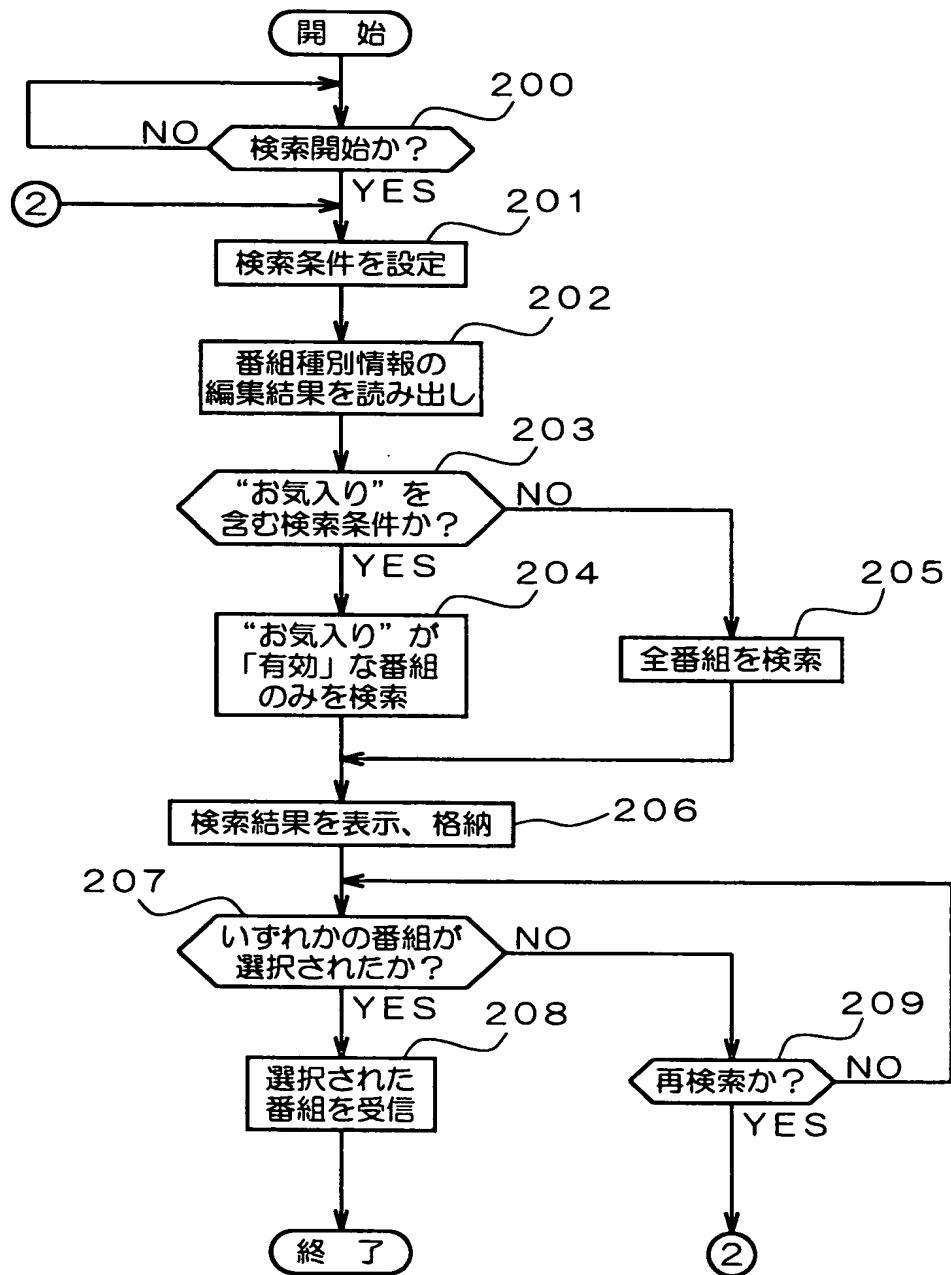 開 始
200
NO
検索開始か？
YES
②
201
検索条件を設定
202
番組種別情報の
編集結果を読み出し
203
“お気入り”を
含む検索条件か？
NO
YES
204
“お気入り”が
「有効」な番組
のみを検索
205
全番組を検索
206
検索結果を表示、格納
207
いずれかの番組が
選択されたか？
NO
YES
208
選択された
番組を受信
209
再検索か？
NO
YES
終 了
②